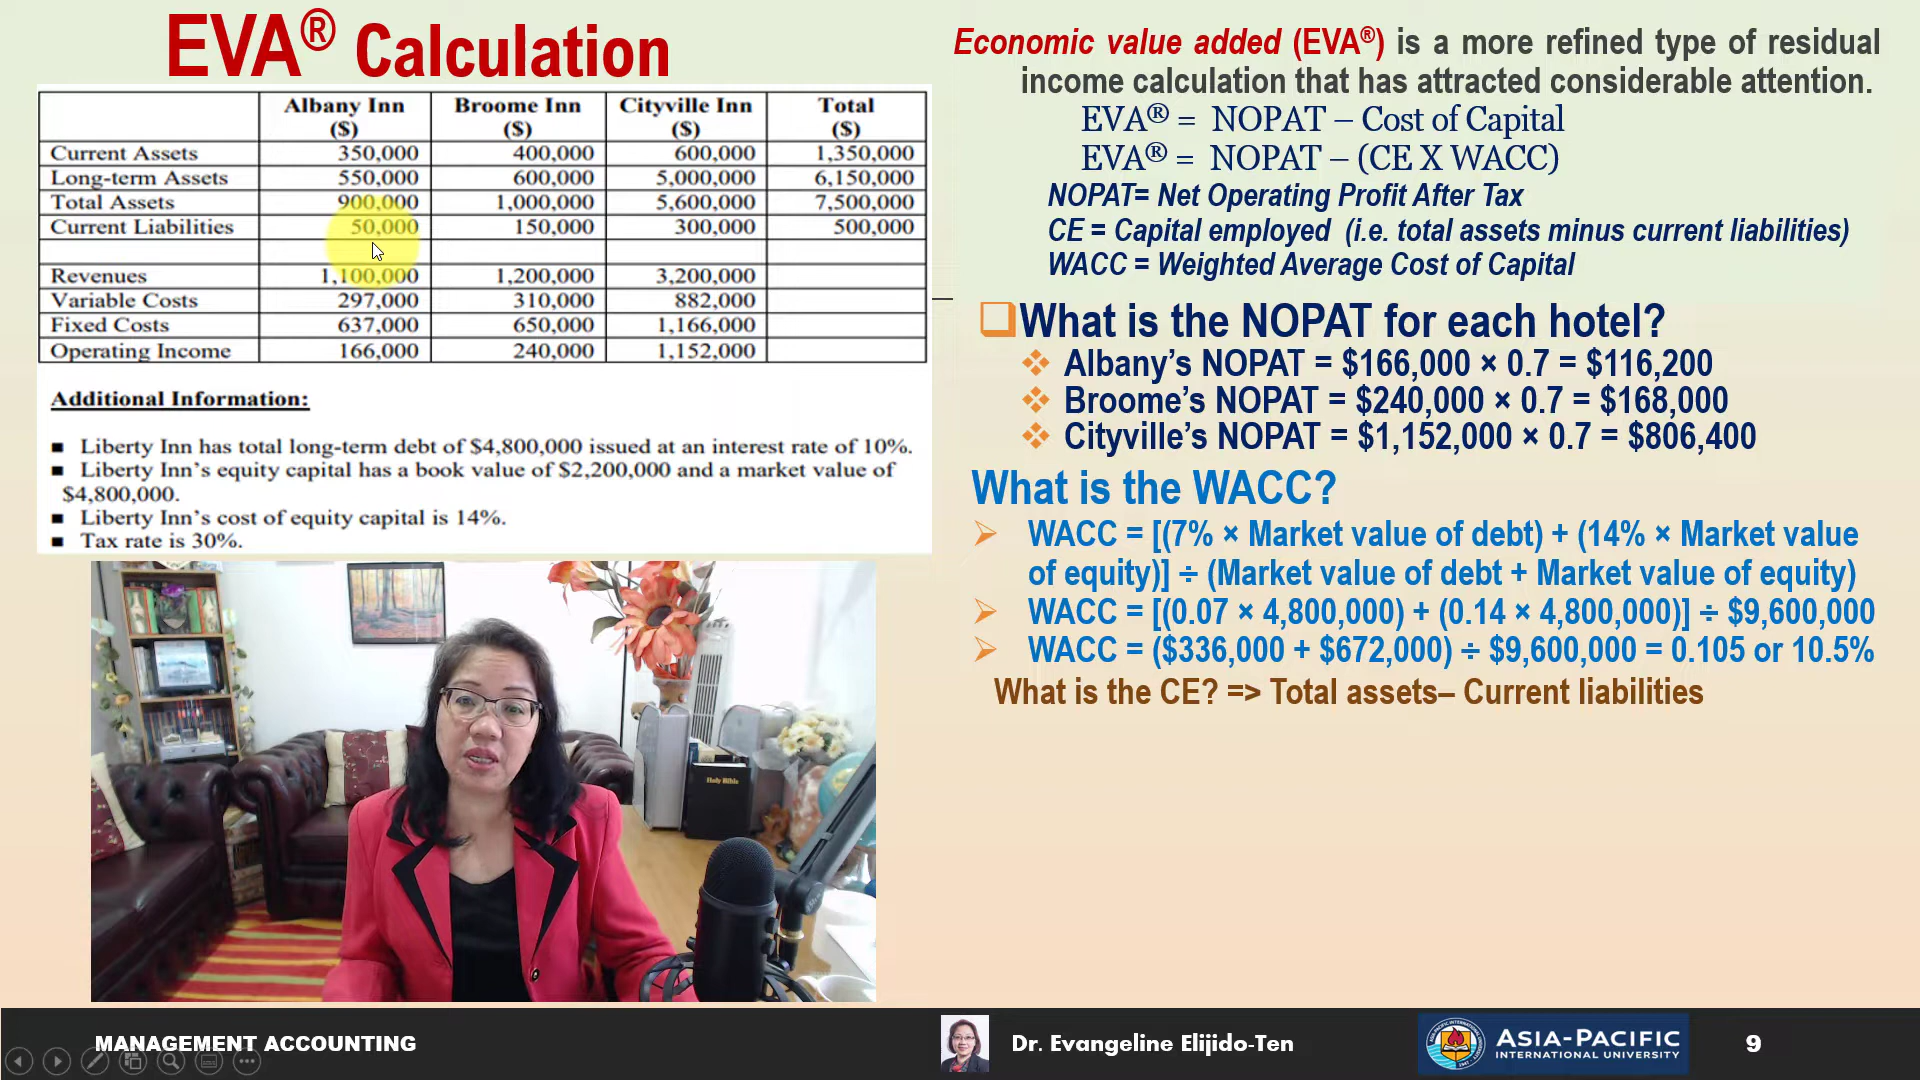 EVA® Calculation
Albany Inn ($) Broome Inn ($) Cityville Inn ($) Total ($)
Current Assets 350,000 400,000 600,000 1,350,000
Long-term Assets 550,000 600,000 5,000,000 6,150,000
Total Assets 900,000 1,000,000 5,600,000 7,500,000
Current Liabilities 50,000 150,000 300,000 500,000
Revenues 1,100,000 1,200,000 3,200,000
Variable Costs 297,000 310,000 882,000
Fixed Costs 637,000 650,000 1,166,000
Operating Income 166,000 240,000 1,152,000
Additional Information:
■ Liberty Inn has total long-term debt of $4,800,000 issued at an interest rate of 10%.
■ Liberty Inn's equity capital has a book value of $2,200,000 and a market value of
$4,800,000.
■ Liberty Inn's cost of equity capital is 14%.
■ Tax rate is 30%.
Economic value added (EVA®) is a more refined type of residual
income calculation that has attracted considerable attention.
EVA® = NOPAT – Cost of Capital
EVA® = NOPAT – (CE X WACC)
NOPAT= Net Operating Profit After Tax
CE = Capital employed (i.e. total assets minus current liabilities)
WACC = Weighted Average Cost of Capital
What is the NOPAT for each hotel?
Albany's NOPAT = $166,000 × 0.7 = $116,200
Broome's NOPAT = $240,000 × 0.7 = $168,000
Cityville's NOPAT = $1,152,000 × 0.7 = $806,400
What is the WACC?
WACC = [(7% × Market value of debt) + (14% × Market value
of equity)] ÷ (Market value of debt + Market value of equity)
WACC = [(0.07 × 4,800,000) + (0.14 × 4,800,000)] ÷ $9,600,000
WACC = ($336,000 + $672,000) ÷ $9,600,000 = 0.105 or 10.5%
What is the CE? => Total assets– Current liabilities
Holy Bible
MANAGEMENT ACCOUNTING
Dr. Evangeline Elijido-Ten
ASIA-PACIFIC
INTERNATIONAL UNIVERSITY
9